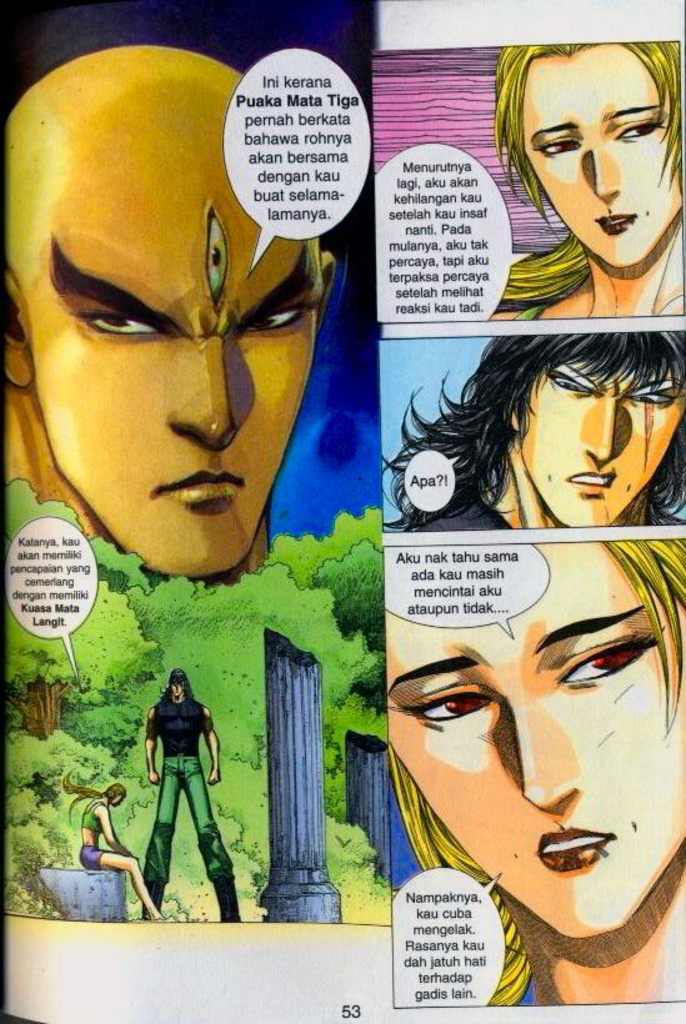 Ini kerana
Puaka Mata Tiga
pernah berkata
bahawa rohnya
akan bersama
dengan kau
buat selama-
lamanya.
Katanya, kau
akan memiliki
pencapaian yang
cemerlang
dengan memiliki
Kuasa Mata
Langit.
Menurutnya
lagi, aku akan
kehilangan kau
setelah kau insaf
nanti. Pada
mulanya, aku tak
percaya, tapi aku
terpaksa percaya
setelah melihat
reaksi kau tadi.
Apa?!
Aku nak tahu sama
ada kau masih
mencintai aku
ataupun tidak....
Nampaknya,
kau cuba
mengelak.
Rasanya kau
dah jatuh hati
terhadap
gadis lain.
53